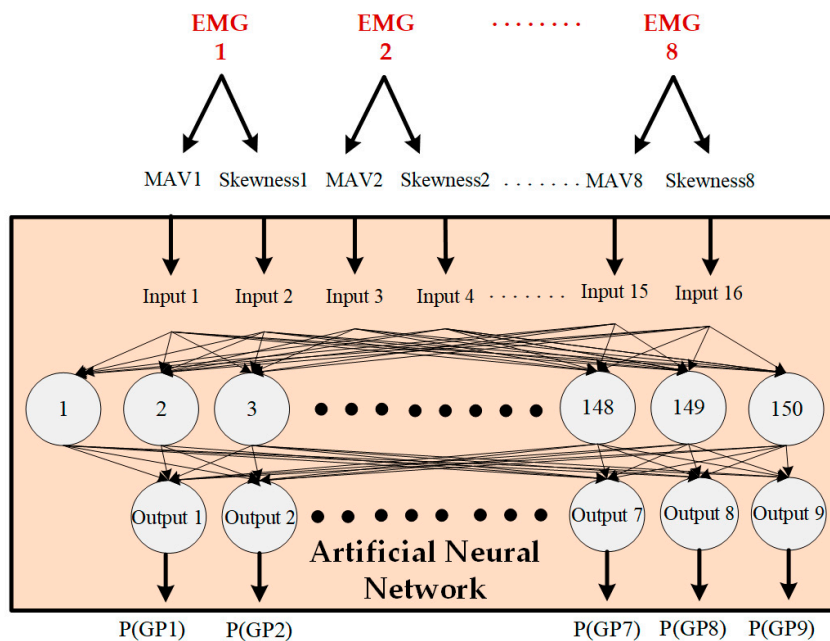 EMG EMG ........ EMG
1 2 8
MAV1 Skewness1 MAV2 Skewness2 ....... MAV8 Skewness8
Input 1 Input 2 Input 3 Input 4 ....... Input 15 Input 16
1 2 3 148 149 150
Output 1 Output 2 Output 7 Output 8 Output 9
Artificial Neural
Network
P(GP1) P(GP2) P(GP7) P(GP8) P(GP9)